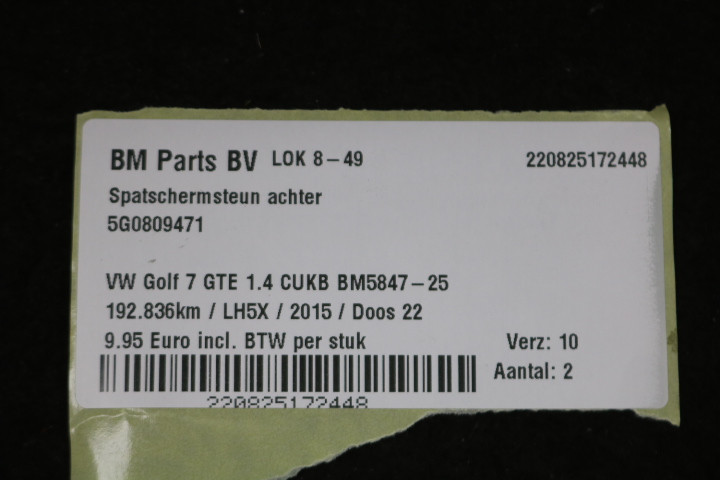 BM Parts BV LOK 8-49 220825172448
Spatschermsteun achter
5G0809471
VW Golf 7 GTE 1.4 CUKB BM5847-25
192.836km / LH5X / 2015 / Doos 22
9.95 Euro incl. BTW per stuk Verz: 10
Aantal: 2
220825172448